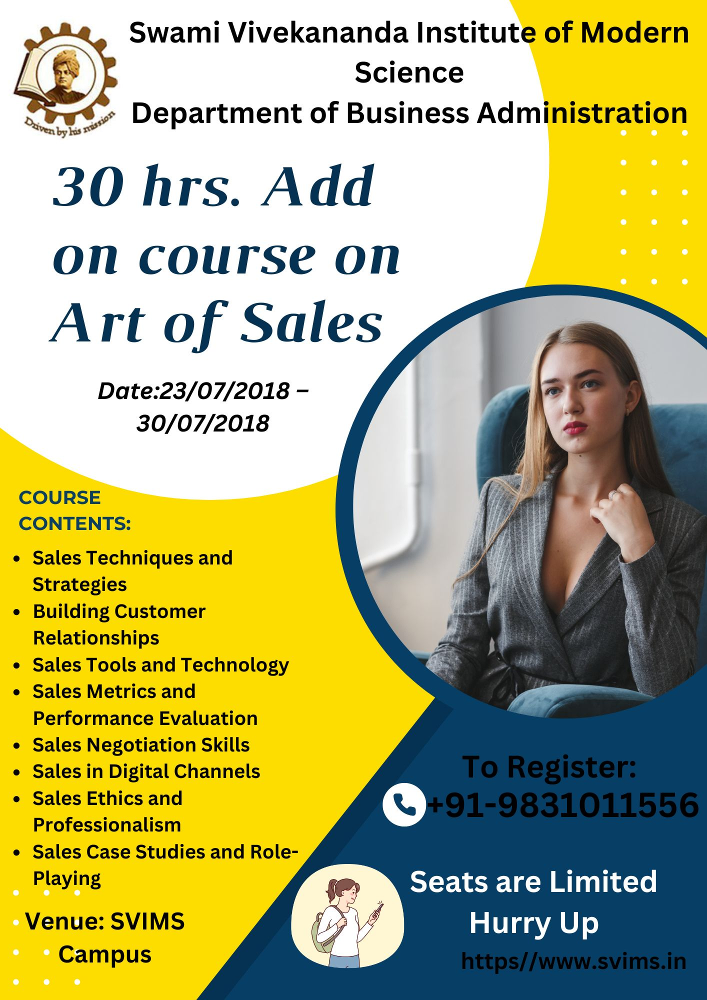 Swami Vivekananda Institute of Modern
Science
Department of Business Administration
Driven by his mission
30 hrs. Add
on course on
Art of Sales
Date:23/07/2018 –
30/07/2018
COURSE
CONTENTS:
• Sales Techniques and
Strategies
• Building Customer
Relationships
• Sales Tools and Technology
• Sales Metrics and
Performance Evaluation
• Sales Negotiation Skills
• Sales in Digital Channels
• Sales Ethics and
Professionalism
• Sales Case Studies and Role-
Playing
Venue: SVIMS
Campus
To Register:
+91-9831011556
Seats are Limited
Hurry Up
https//www.svims.in